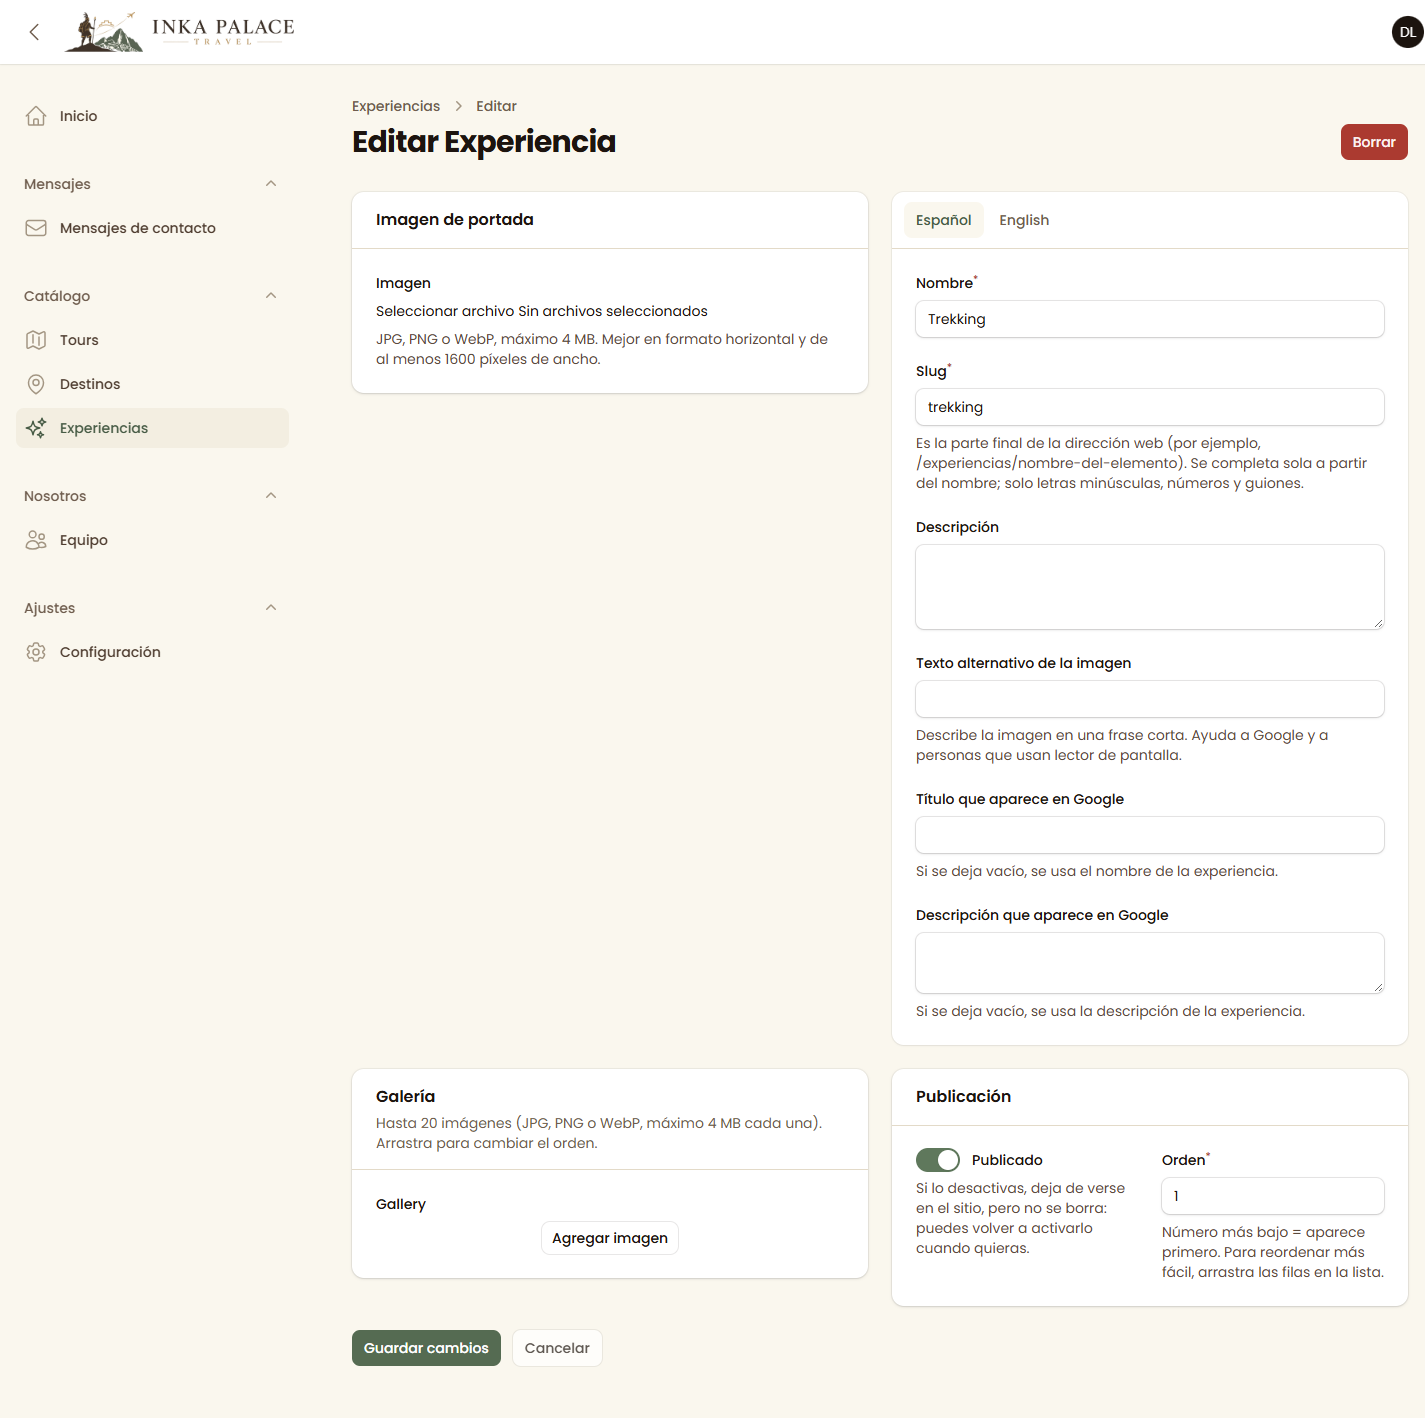 INKA PALACE
TRAVEL
DL
Inicio
Mensajes
Mensajes de contacto
Catálogo
Tours
Destinos
Experiencias
Nosotros
Equipo
Ajustes
Configuración
Experiencias > Editar
Editar Experiencia
Borrar
Imagen de portada
Imagen
Seleccionar archivo Sin archivos seleccionados
JPG, PNG o WebP, máximo 4 MB. Mejor en formato horizontal y de
al menos 1600 píxeles de ancho.
Español English
Nombre*
Trekking
Slug*
trekking
Es la parte final de la dirección web (por ejemplo,
/experiencias/nombre-del-elemento). Se completa sola a partir
del nombre; solo letras minúsculas, números y guiones.
Descripción
Texto alternativo de la imagen
Describe la imagen en una frase corta. Ayuda a Google y a
personas que usan lector de pantalla.
Título que aparece en Google
Si se deja vacío, se usa el nombre de la experiencia.
Descripción que aparece en Google
Si se deja vacío, se usa la descripción de la experiencia.
Galería
Hasta 20 imágenes (JPG, PNG o WebP, máximo 4 MB cada una).
Arrastra para cambiar el orden.
Gallery
Agregar imagen
Publicación
Publicado
Si lo desactivas, deja de verse
en el sitio, pero no se borra:
puedes volver a activarlo
cuando quieras.
Orden*
1
Número más bajo = aparece
primero. Para reordenar más
fácil, arrastra las filas en la lista.
Guardar cambios
Cancelar